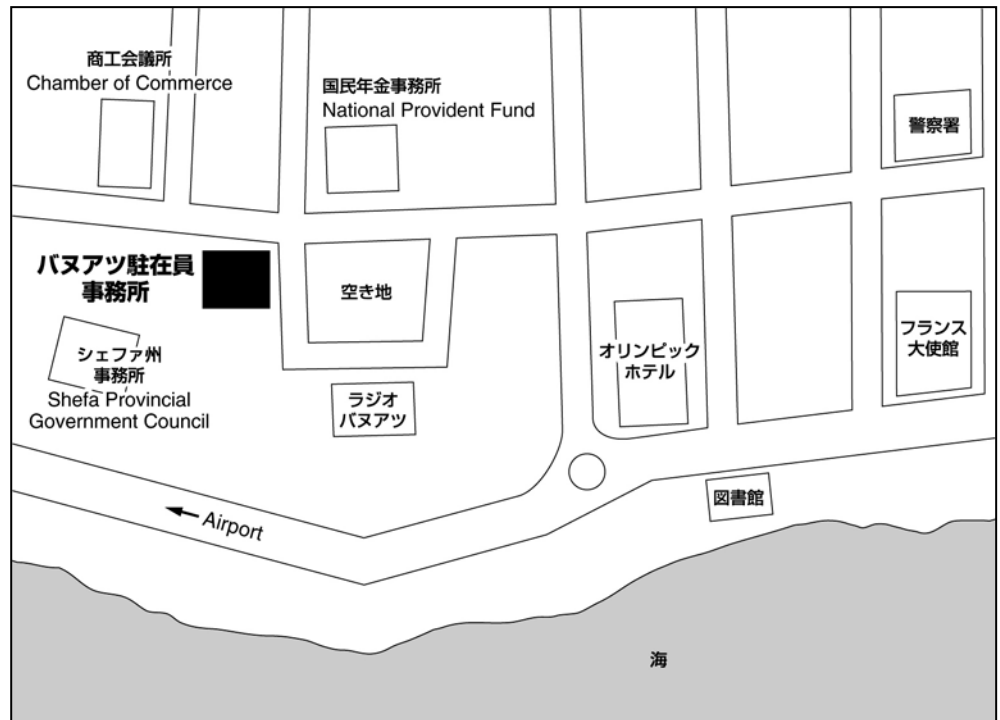 商工会議所
Chamber of Commerce
国民年金事務所
National Provident Fund
警察署
バヌアツ駐在員
事務所
空き地
シェファ州
事務所
Shefa Provincial
Government Council
ラジオ
バヌアツ
オリンピック
ホテル
フランス
大使館
図書館
Airport
海